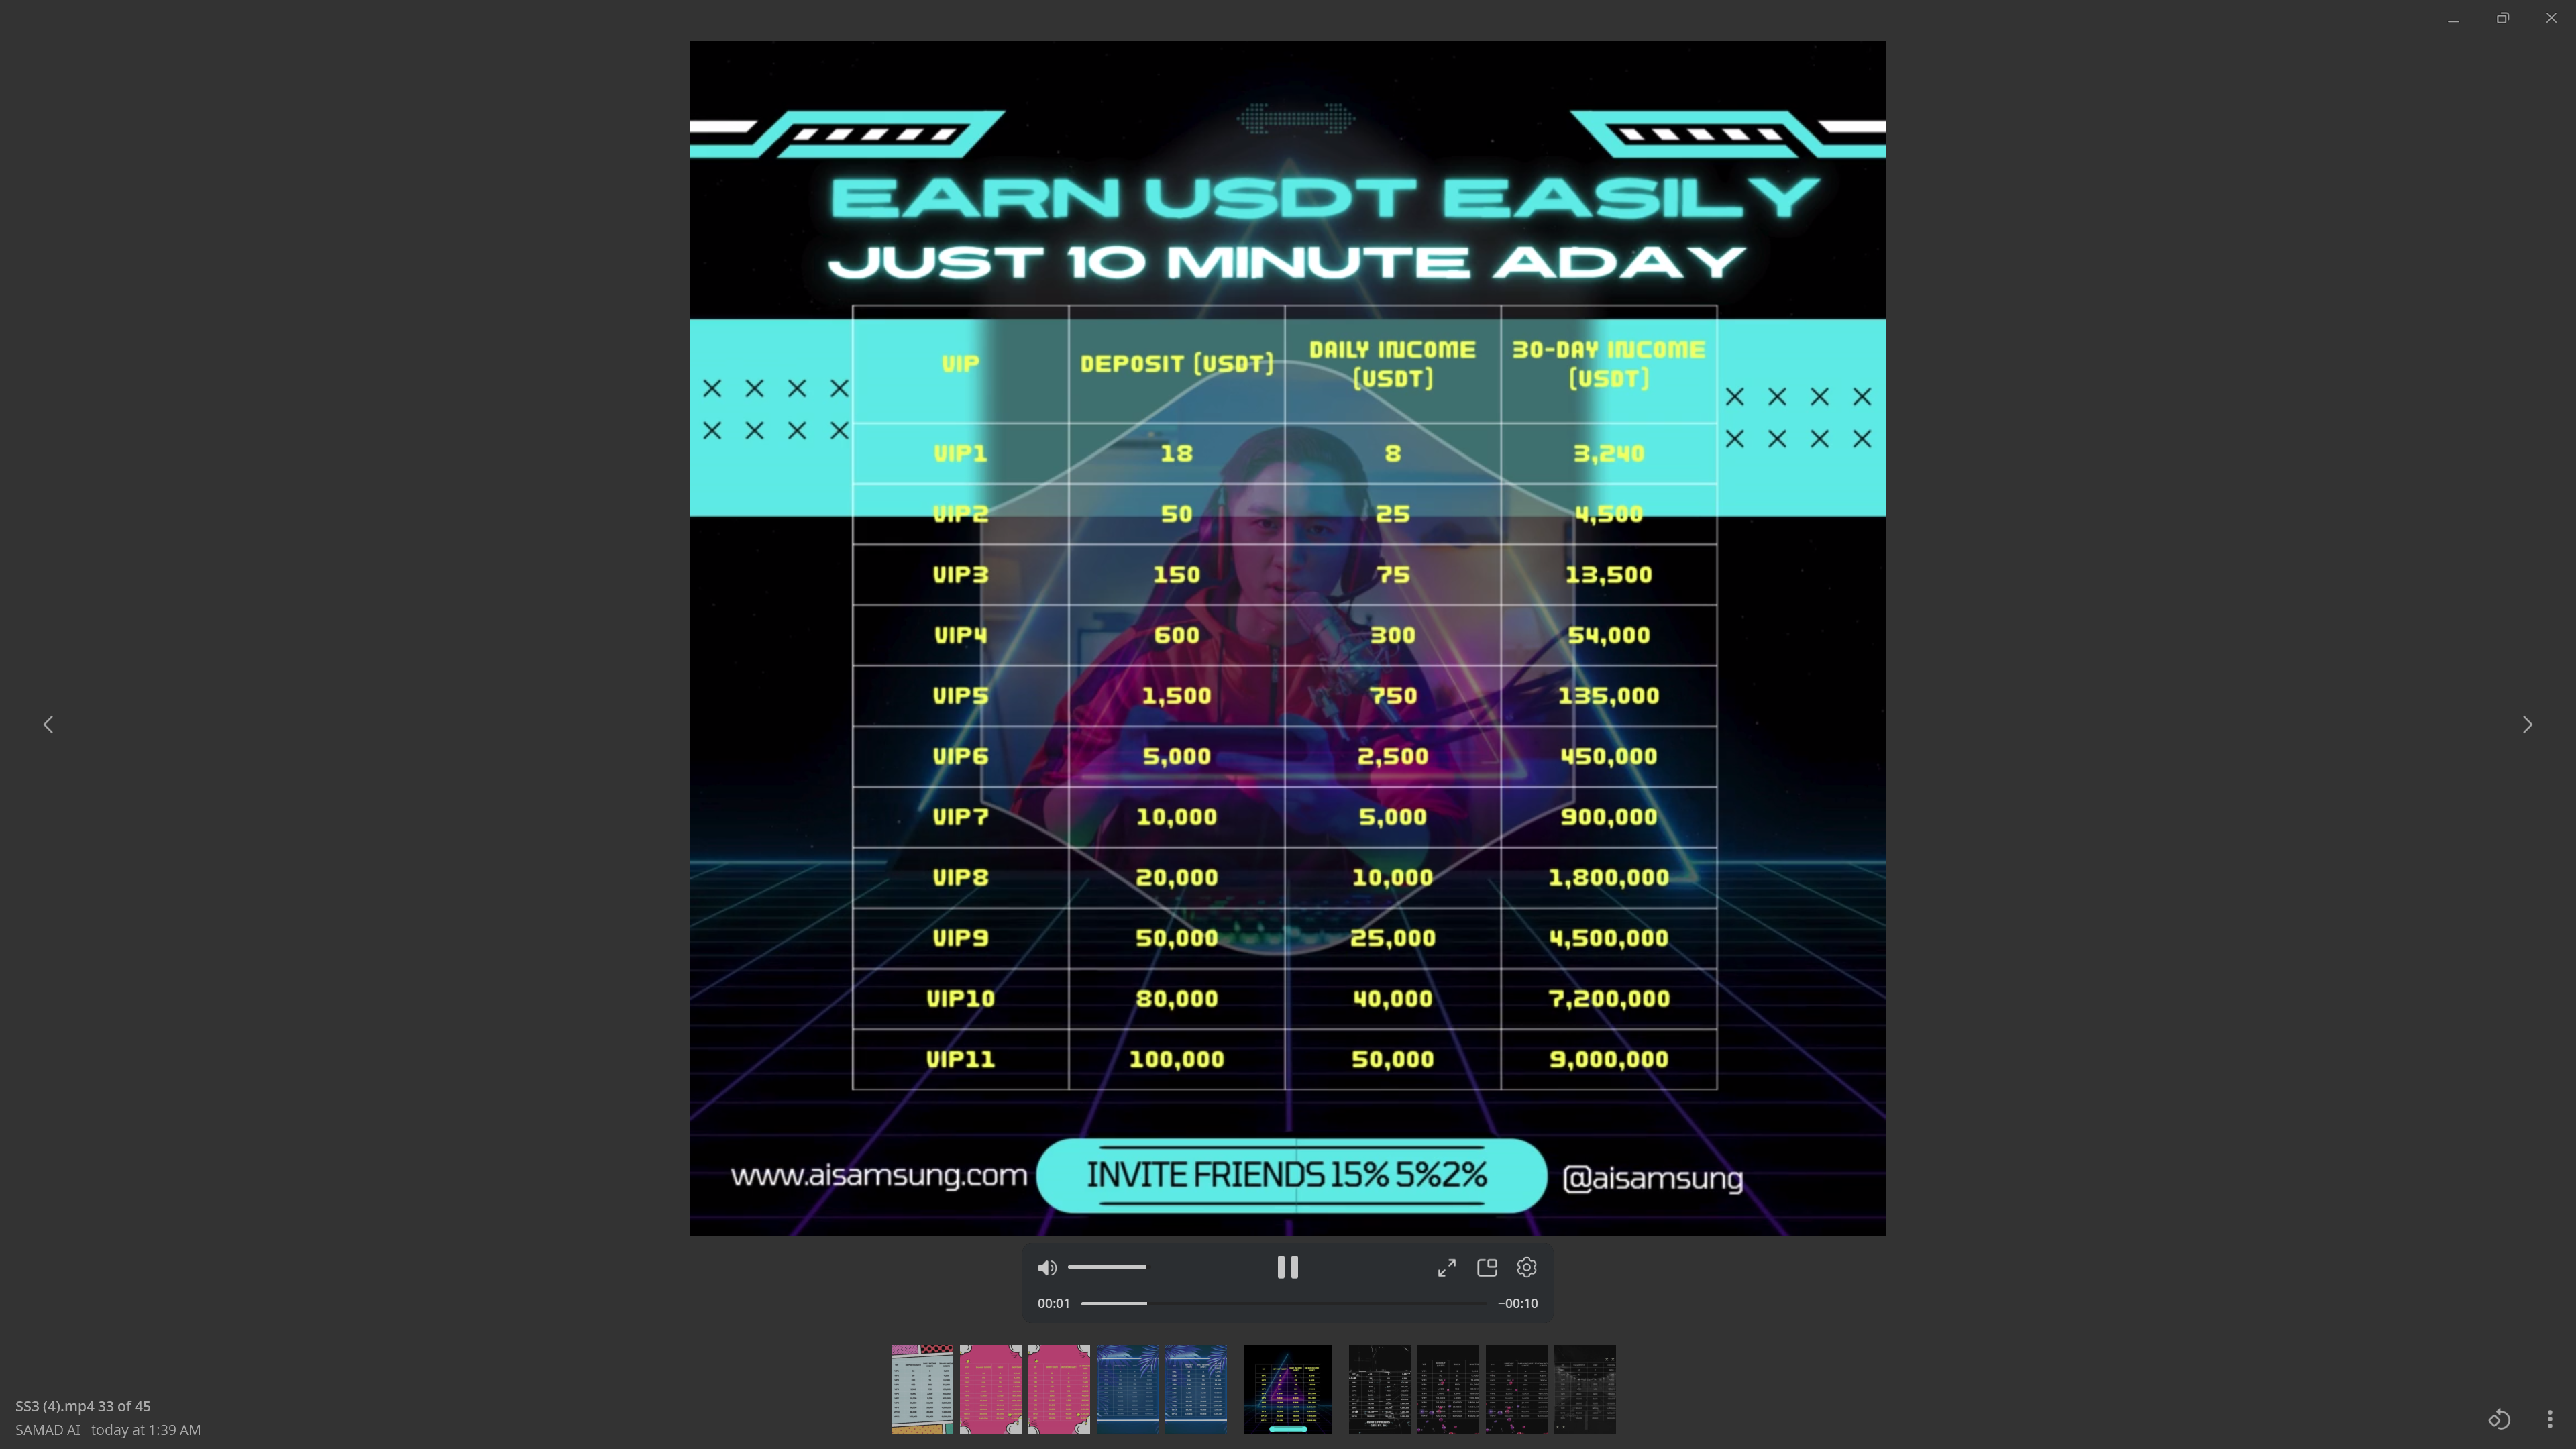 EARN USDT EASILY
JUST 10 MINUTE ADAY
VIP DEPOSIT (USDT) DAILY INCOME (USDT) 30-DAY INCOME (USDT)
VIP1 18 8 3,240
VIP2 50 25 4,500
VIP3 150 75 13,500
VIP4 600 300 54,000
VIP5 1,500 750 135,000
VIP6 5,000 2,500 450,000
VIP7 10,000 5,000 900,000
VIP8 20,000 10,000 1,800,000
VIP9 50,000 25,000 4,500,000
VIP10 80,000 40,000 7,200,000
VIP11 100,000 50,000 9,000,000
www.aisamsung.com INVITE FRIENDS 15% 5%2% @aisamsung
00:01 −00:10
SS3 (4).mp4 33 of 45
SAMAD AI today at 1:39 AM